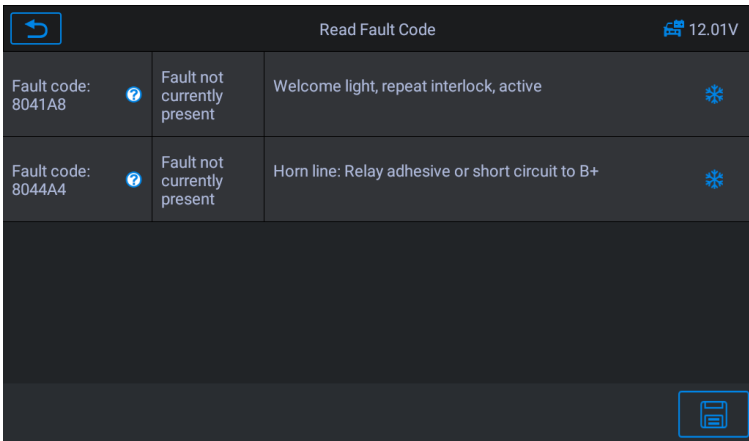 Read Fault Code
12.01V
Fault code:
8041A8
?
Fault not
currently
present
Welcome light, repeat interlock, active
Fault code:
8044A4
?
Fault not
currently
present
Horn line: Relay adhesive or short circuit to B+